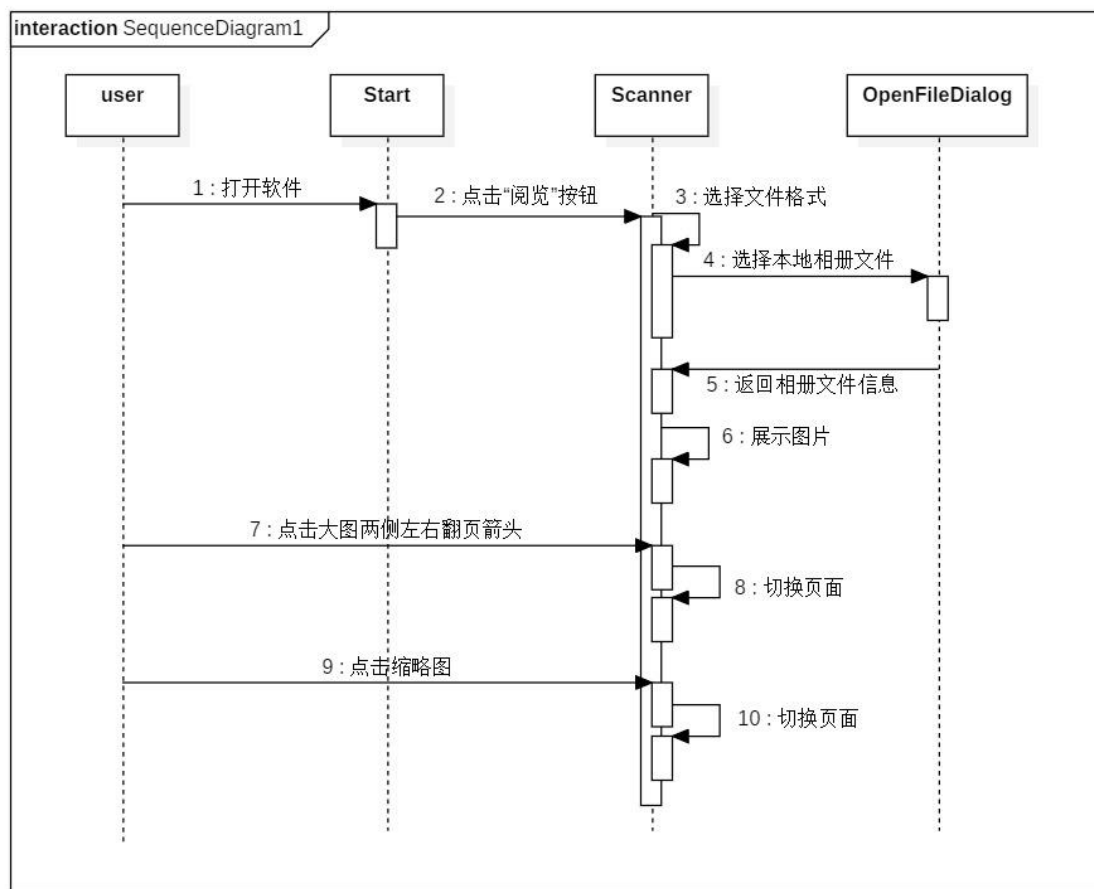 interaction SequenceDiagram1
user
Start
Scanner
OpenFileDialog
1 : 打开软件
2 : 点击“阅览”按钮
3 : 选择文件格式
4 : 选择本地相册文件
5 : 返回相册文件信息
6 : 展示图片
7 : 点击大图两侧左右翻页箭头
8 : 切换页面
9 : 点击缩略图
10 : 切换页面